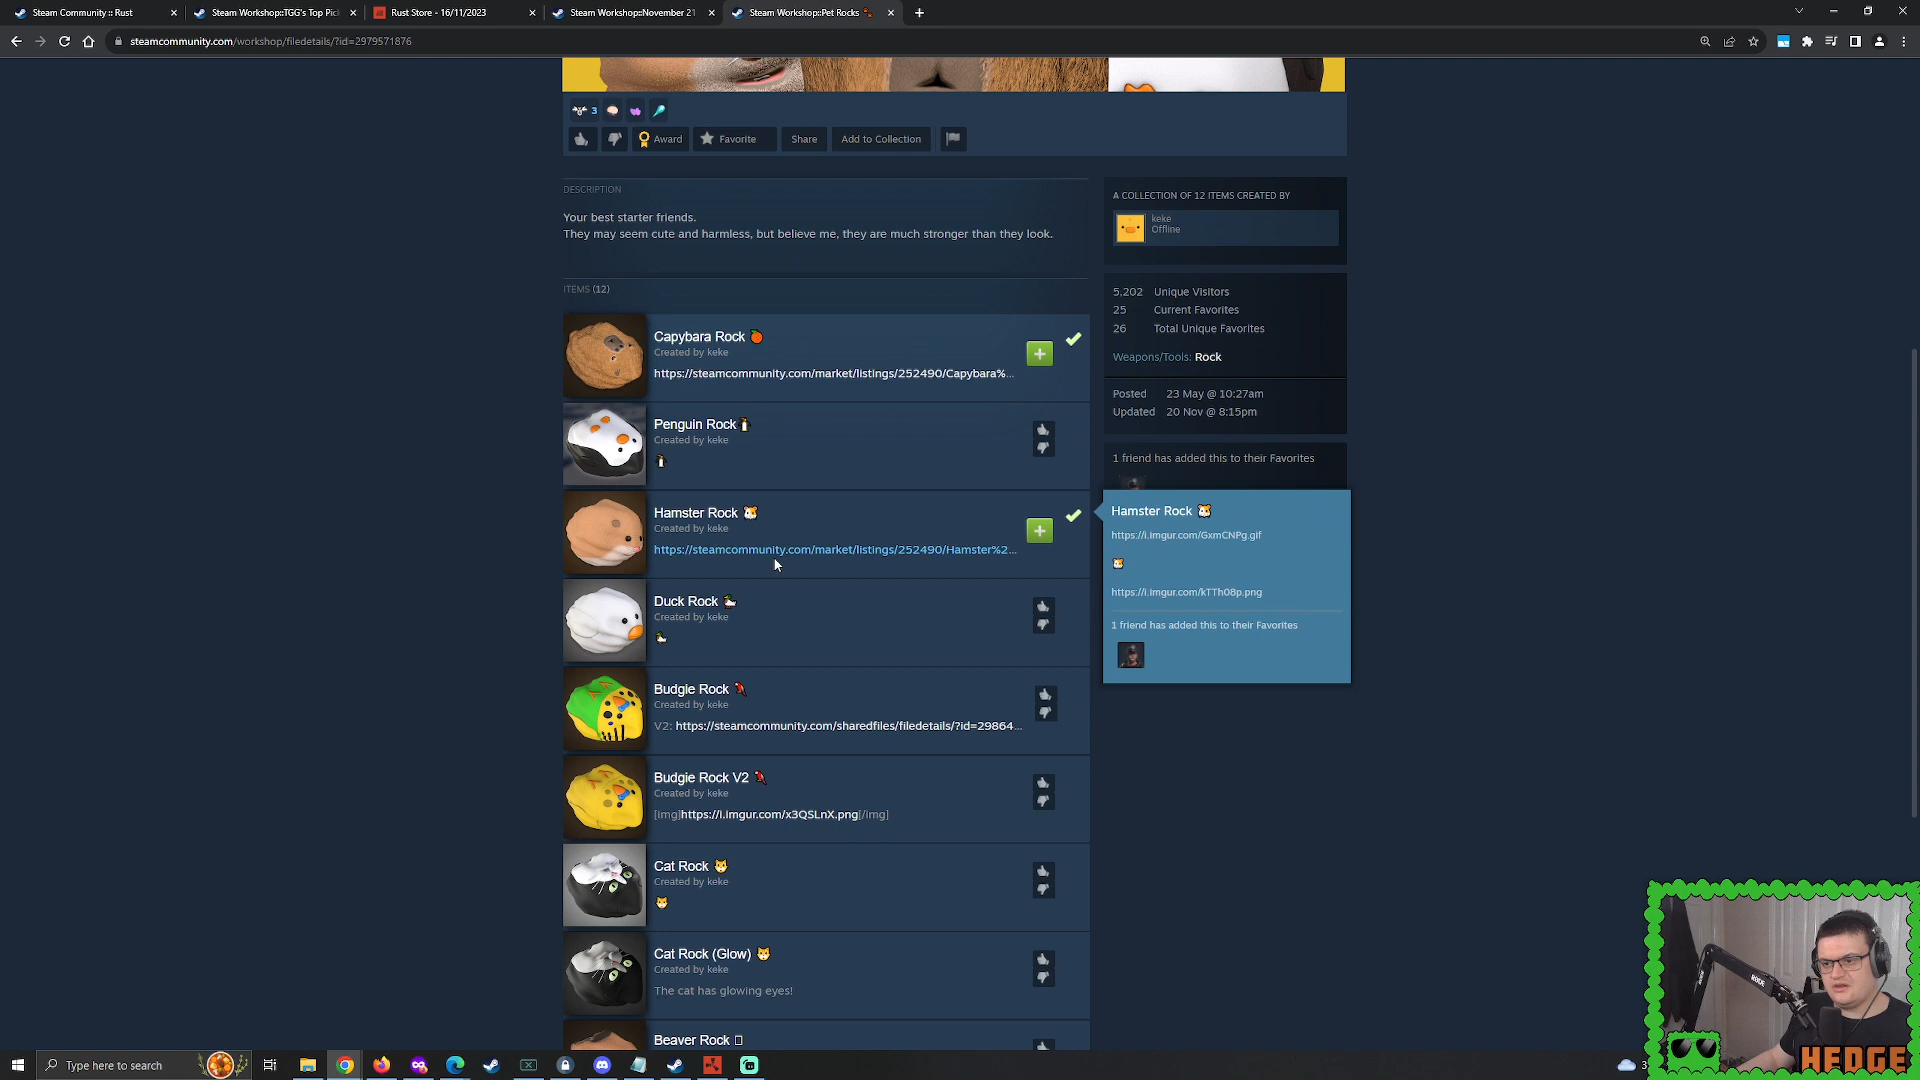 Steam Community :: Rust
Steam Workshop::TGG's Top Pic
Rust Store - 16/11/2023
Steam Workshop::November 21
Steam Workshop::Pet Rocks
steamcommunity.com/workshop/filedetails/?id=2979571876
3
Award
Favorite
Share
Add to Collection
DESCRIPTION
Your best starter friends.
They may seem cute and harmless, but believe me, they are much stronger than they look.
ITEMS (12)
Capybara Rock 🍊
Created by keke
https://steamcommunity.com/market/listings/252490/Capybara%...
Penguin Rock 🐧
Created by keke
🐧
Hamster Rock 🐹
Created by keke
https://steamcommunity.com/market/listings/252490/Hamster%2...
Duck Rock 🦆
Created by keke
🦆
Budgie Rock 🦜
Created by keke
V2: https://steamcommunity.com/sharedfiles/filedetails/?id=29864...
Budgie Rock V2 🦜
Created by keke
[img]https://i.imgur.com/x3QSLnX.png[/img]
Cat Rock 🐱
Created by keke
🐱
Cat Rock (Glow) 🐱
Created by keke
The cat has glowing eyes!
Beaver Rock
A COLLECTION OF 12 ITEMS CREATED BY
keke
Offline
5,202 Unique Visitors
25 Current Favorites
26 Total Unique Favorites
Weapons/Tools: Rock
Posted 23 May @ 10:27am
Updated 20 Nov @ 8:15pm
1 friend has added this to their Favorites
Hamster Rock 🐹
https://i.imgur.com/GxmCNPg.gif
🐹
https://i.imgur.com/kTTh08p.png
1 friend has added this to their Favorites
Type here to search
HEDGE